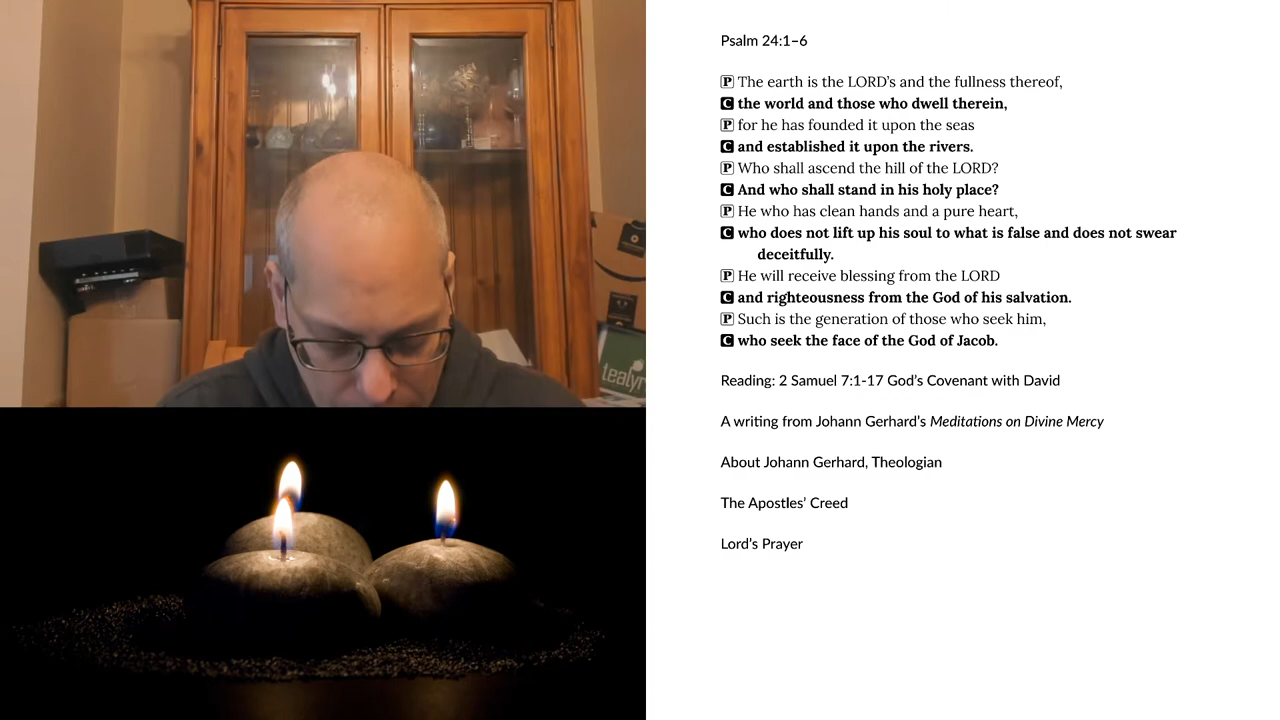 Psalm 24:1–6
P The earth is the LORD's and the fullness thereof,
C the world and those who dwell therein,
P for he has founded it upon the seas
C and established it upon the rivers.
P Who shall ascend the hill of the LORD?
C And who shall stand in his holy place?
P He who has clean hands and a pure heart,
C who does not lift up his soul to what is false and does not swear
deceitfully.
P He will receive blessing from the LORD
C and righteousness from the God of his salvation.
P Such is the generation of those who seek him,
C who seek the face of the God of Jacob.
Reading: 2 Samuel 7:1-17 God's Covenant with David
A writing from Johann Gerhard's Meditations on Divine Mercy
About Johann Gerhard, Theologian
The Apostles' Creed
Lord's Prayer